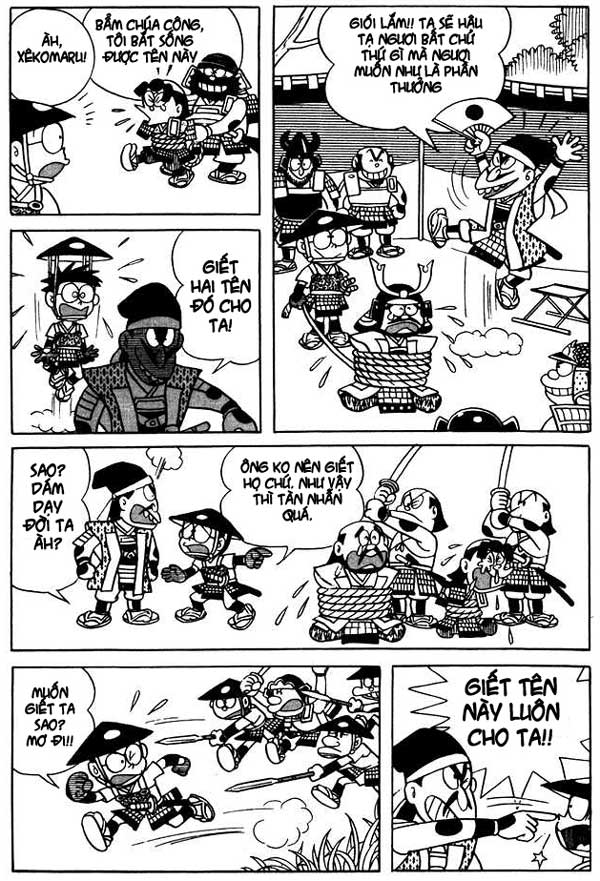 BẨM CHÚA CÔNG,
TÔI BẮT SỐNG
ĐƯỢC TÊN NÀY
ÀH,
XÊKOMARU!
GIỎI LẮM!! TA SẼ HẬU
TẠ NGƯƠI BẤT CHỨ
THỨ GÌ MÀ NGƯƠI
MUỐN NHƯ LÀ PHẦN
THƯỞNG
GIẾT
HAI TÊN
ĐÓ CHO
TA!
SAO?
DÁM
DẠY
ĐỜI TA
ÀH?
ÔNG KO NÊN GIẾT
HỌ CHỨ. NHƯ VẬY
THÌ TÀN NHẪN
QUÁ.
MUỐN
GIẾT TA
SAO?
MƠ ĐI!!
GIẾT TÊN
NÀY LUÔN
CHO TA!!